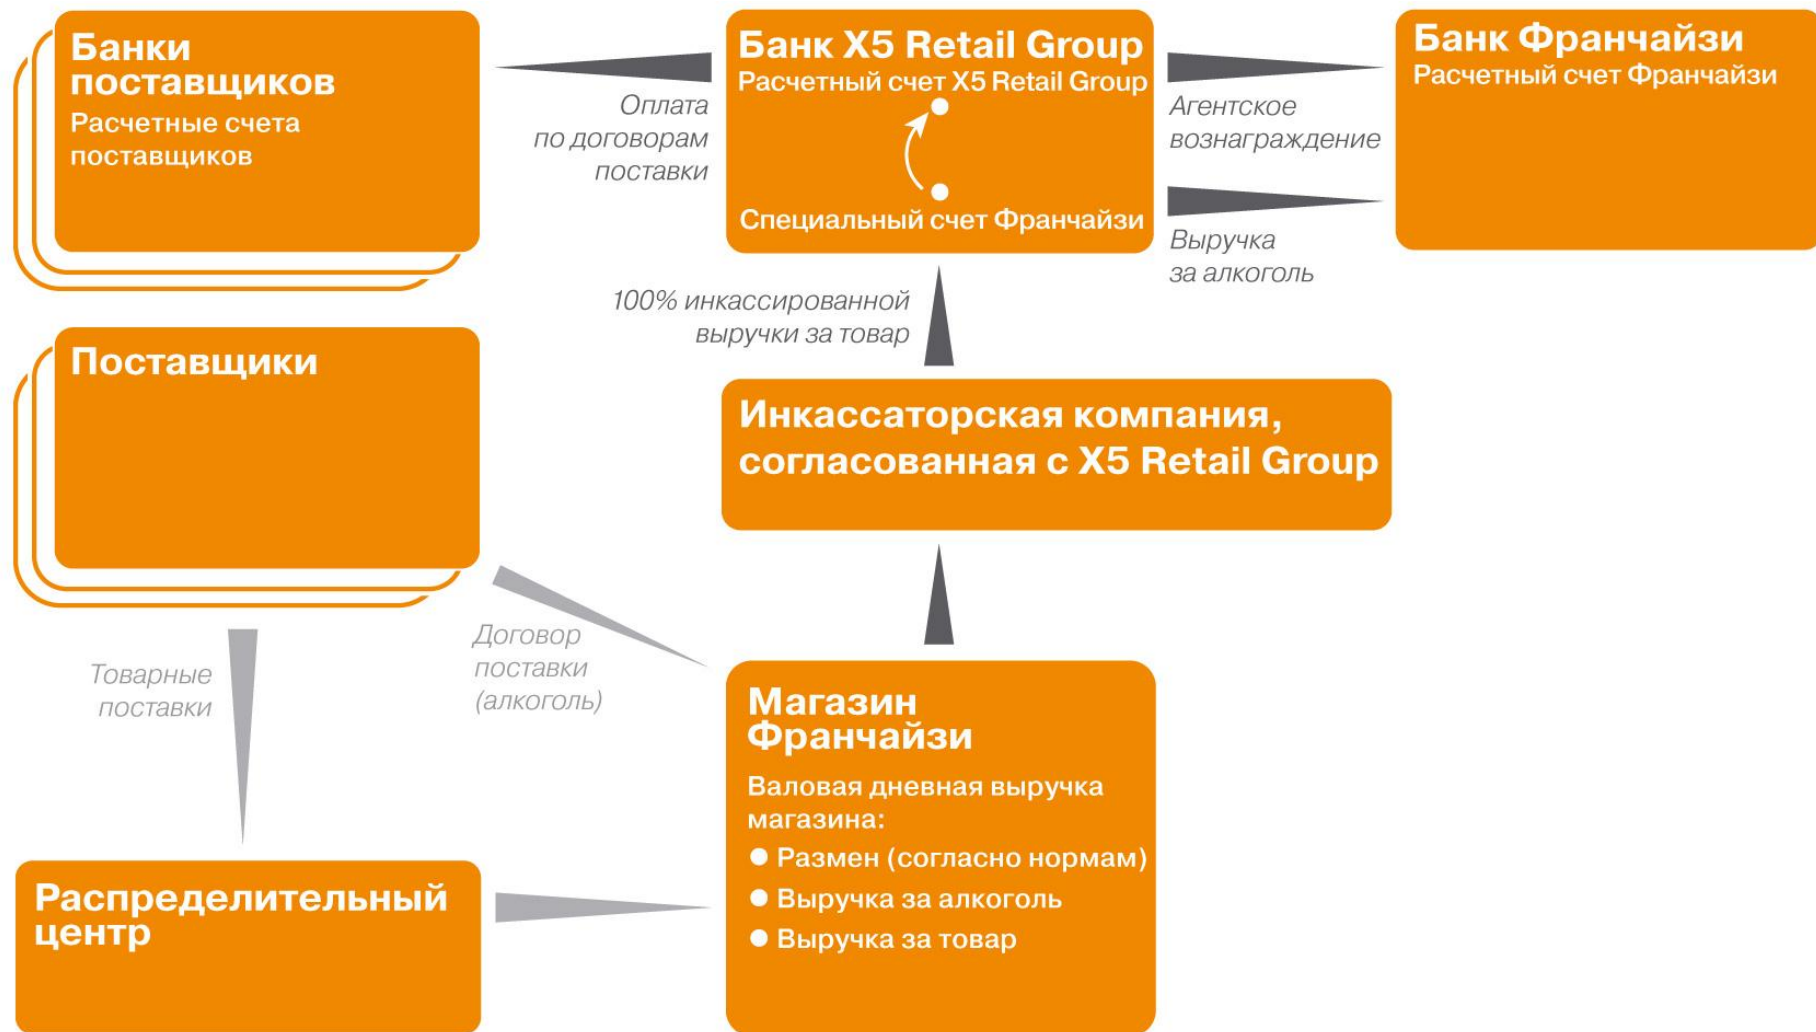 Банки
поставщиков
Расчетные счета
поставщиков
Оплата
по договорам
поставки
Банк X5 Retail Group
Расчетный счет X5 Retail Group
Специальный счет Франчайзи
Агентское
вознаграждение
Выручка
за алкоголь
Банк Франчайзи
Расчетный счет Франчайзи
100% инкассированной
выручки за товар
Поставщики
Инкассаторская компания,
согласованная с X5 Retail Group
Товарные
поставки
Договор
поставки
(алкоголь)
Магазин
Франчайзи
Валовая дневная выручка
магазина:
● Размен (согласно нормам)
● Выручка за алкоголь
● Выручка за товар
Распределительный
центр